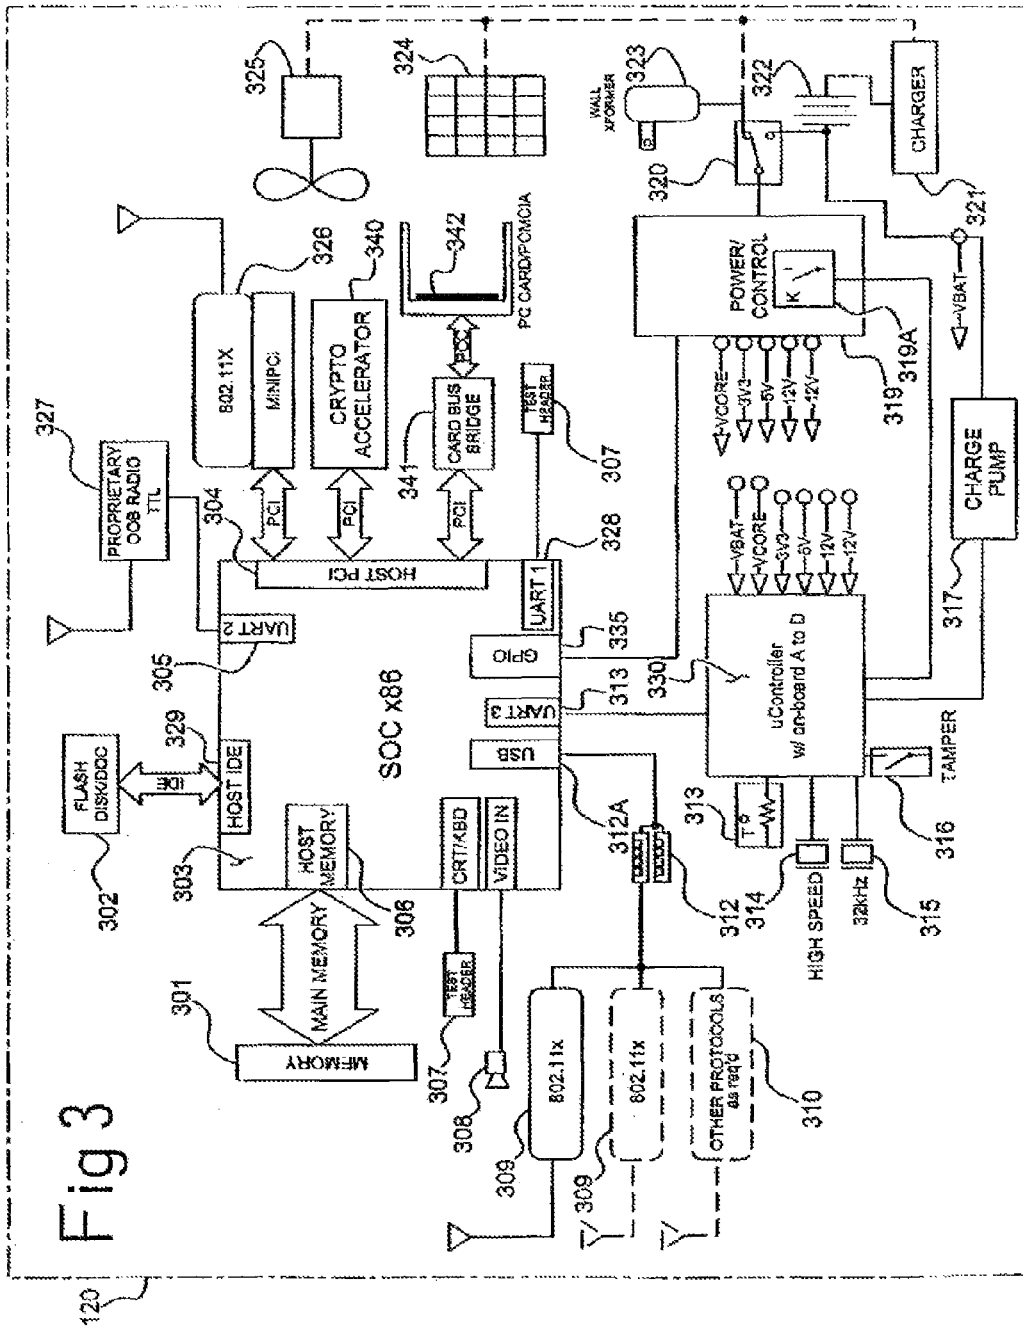 Fig 3
120
301
MEMORY
MAIN MEMORY
302
FLASH
DISK/DOC
IDE
329
HOST IDE
303
HOST
MEMORY
306
SOC x86
305
UART 2
327
PROPRIETARY
OOB RADIO
TTL
304
HOST PCI
PCI
802.11X
MINIPCI
326
325
PCI
CRYPTO
ACCELERATOR
340
324
PCI
CARD BUS
BRIDGE
341
PCC
342
PC CARD/PCMCIA
TEST
HEADER
307
UART 1
328
GPIO
335
UART 3
313
USB
312A
CRT/KBD
VIDEO IN
TEST
HEADER
307
308
309
802.11x
309
802.11x
OTHER PROTOCOLS
as req'd
310
312
WALL
XFORMER
323
320
322
CHARGER
321
POWER/
CONTROL
K
319A
319
VCORE
3V3
5V
12V
-12V
VBAT
CHARGE
PUMP
317
VBAT
VCORE
3V3
5V
12V
-12V
330
uController
w/ on-board A to D
313
T°
314
HIGH SPEED
32kHz
315
316
TAMPER